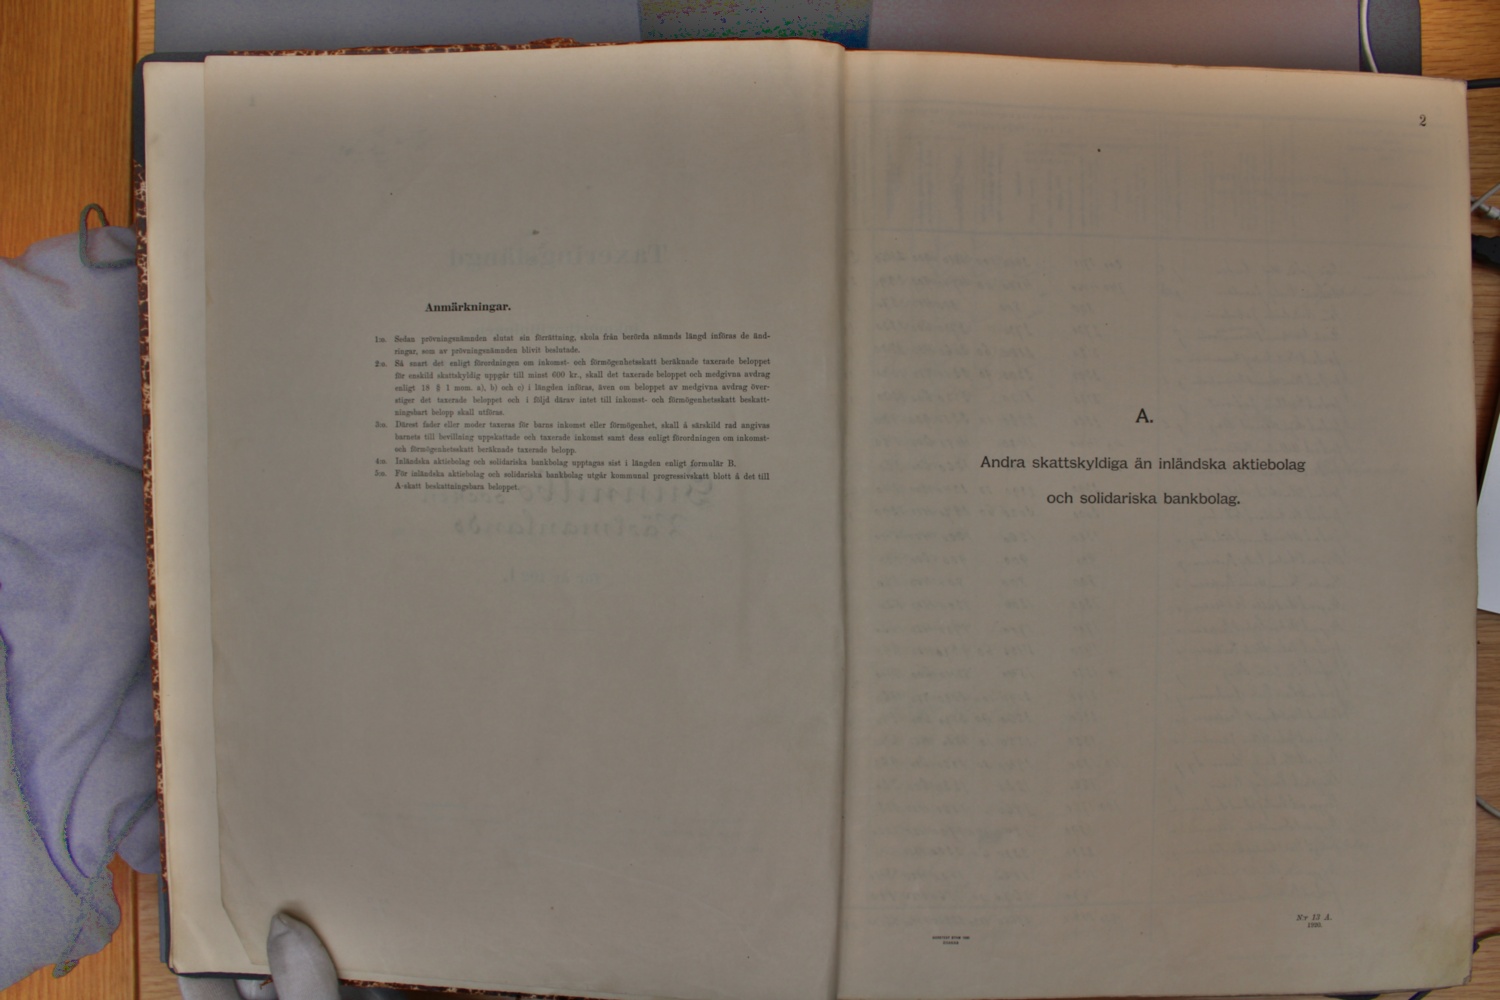 Anmärkningar.
1:o. Sedan prövningsnämnden slutat sin förrättning, skola från berörda nämnds längd införas de änd-
ringar, som av prövningsnämnden blivit beslutade.
2:o. Så snart det enligt förordningen om inkomst- och förmögenhetsskatt beräknade taxerade beloppet
för enskild skattskyldig uppgår till minst 600 kr., skall det taxerade beloppet och medgivna avdrag
enligt 18 § 1 mom. a), b) och c) i längden införas, även om beloppet av medgivna avdrag över-
stiger det taxerade beloppet och i följd därav intet till inkomst- och förmögenhetsskatt beskatt-
ningsbart belopp skall utföras.
3:o. Därest fader eller moder taxeras för barns inkomst eller förmögenhet, skall å särskild rad angivas
barnets till bevillning uppskattade och taxerade inkomst samt dess enligt förordningen om inkomst-
och förmögenhetsskatt beräknade taxerade belopp.
4:o. Inländska aktiebolag och solidariska bankbolag upptagas sist i längden enligt formulär B.
5:o. För inländska aktiebolag och solidariska bankbolag utgår kommunal progressivskatt blott å det till
A-skatt beskattningsbara beloppet.
2
A.
Andra skattskyldiga än inländska aktiebolag
och solidariska bankbolag.
N:r 13 A.
1920.